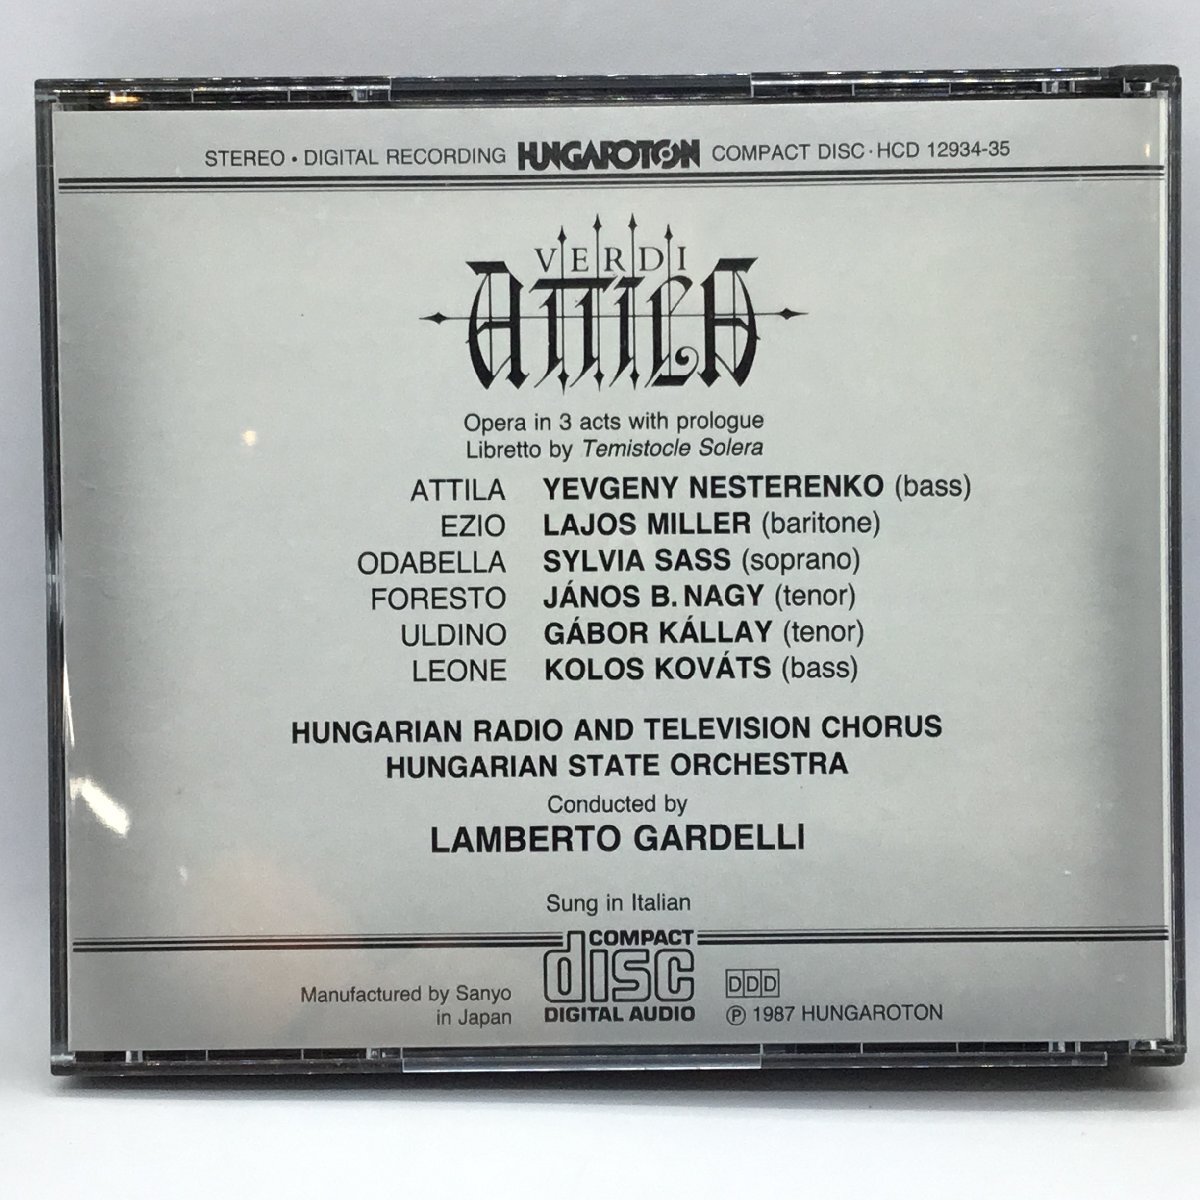 STEREO • DIGITAL RECORDING HUNGAROTON COMPACT DISC · HCD 12934-35
VERDI
ATTILA
Opera in 3 acts with prologue
Libretto by Temistocle Solera
ATTILA YEVGENY NESTERENKO (bass)
EZIO LAJOS MILLER (baritone)
ODABELLA SYLVIA SASS (soprano)
FORESTO JÁNOS B. NAGY (tenor)
ULDINO GÁBOR KÁLLAY (tenor)
LEONE KOLOS KOVÁTS (bass)
HUNGARIAN RADIO AND TELEVISION CHORUS
HUNGARIAN STATE ORCHESTRA
Conducted by
LAMBERTO GARDELLI
Sung in Italian
Manufactured by Sanyo
in Japan
COMPACT
disc
DIGITAL AUDIO
DDD
℗ 1987 HUNGAROTON